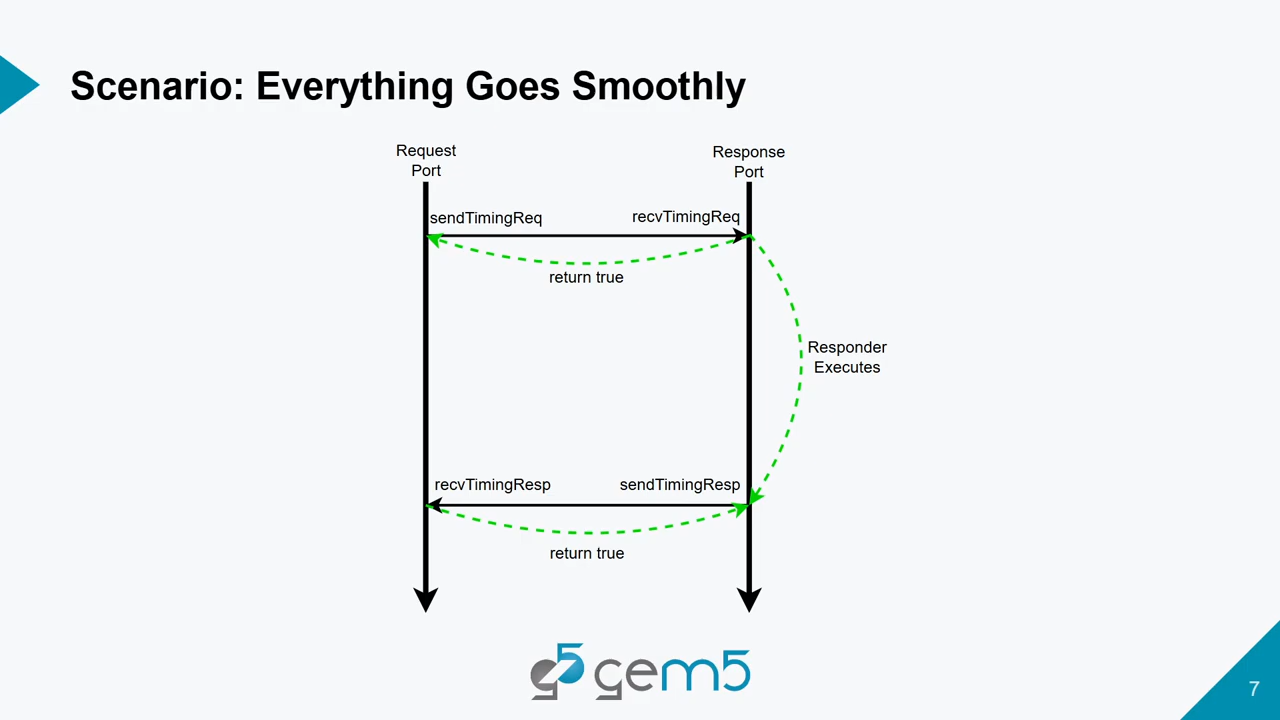 Scenario: Everything Goes Smoothly
Request
Port
Response
Port
sendTimingReq
recvTimingReq
return true
Responder
Executes
recvTimingResp
sendTimingResp
return true
g5 gem5
7